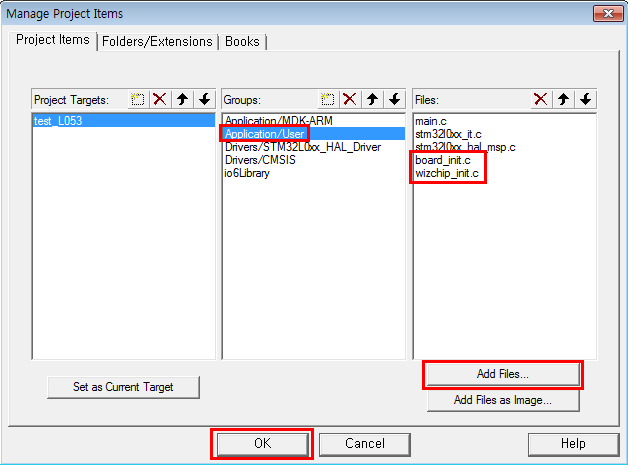 Manage Project Items
Project Items
Folders/Extensions
Books
Project Targets:
Groups:
Files:
test_L053
Application/MDK-ARM
Application/User
Drivers/STM32L0xx_HAL_Driver
Drivers/CMSIS
io6Library
main.c
stm32l0xx_it.c
stm32l0xx_hal_msp.c
board_init.c
wizchip_init.c
Set as Current Target
Add Files...
Add Files as Image...
OK
Cancel
Help